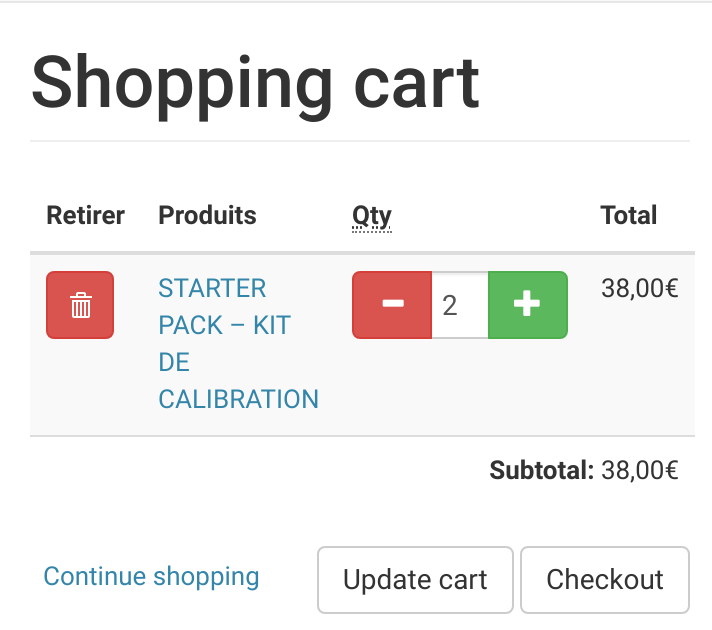 Shopping cart
Retirer Produits Qty Total
STARTER PACK – KIT DE CALIBRATION
2
38,00€
Subtotal: 38,00€
Continue shopping Update cart Checkout